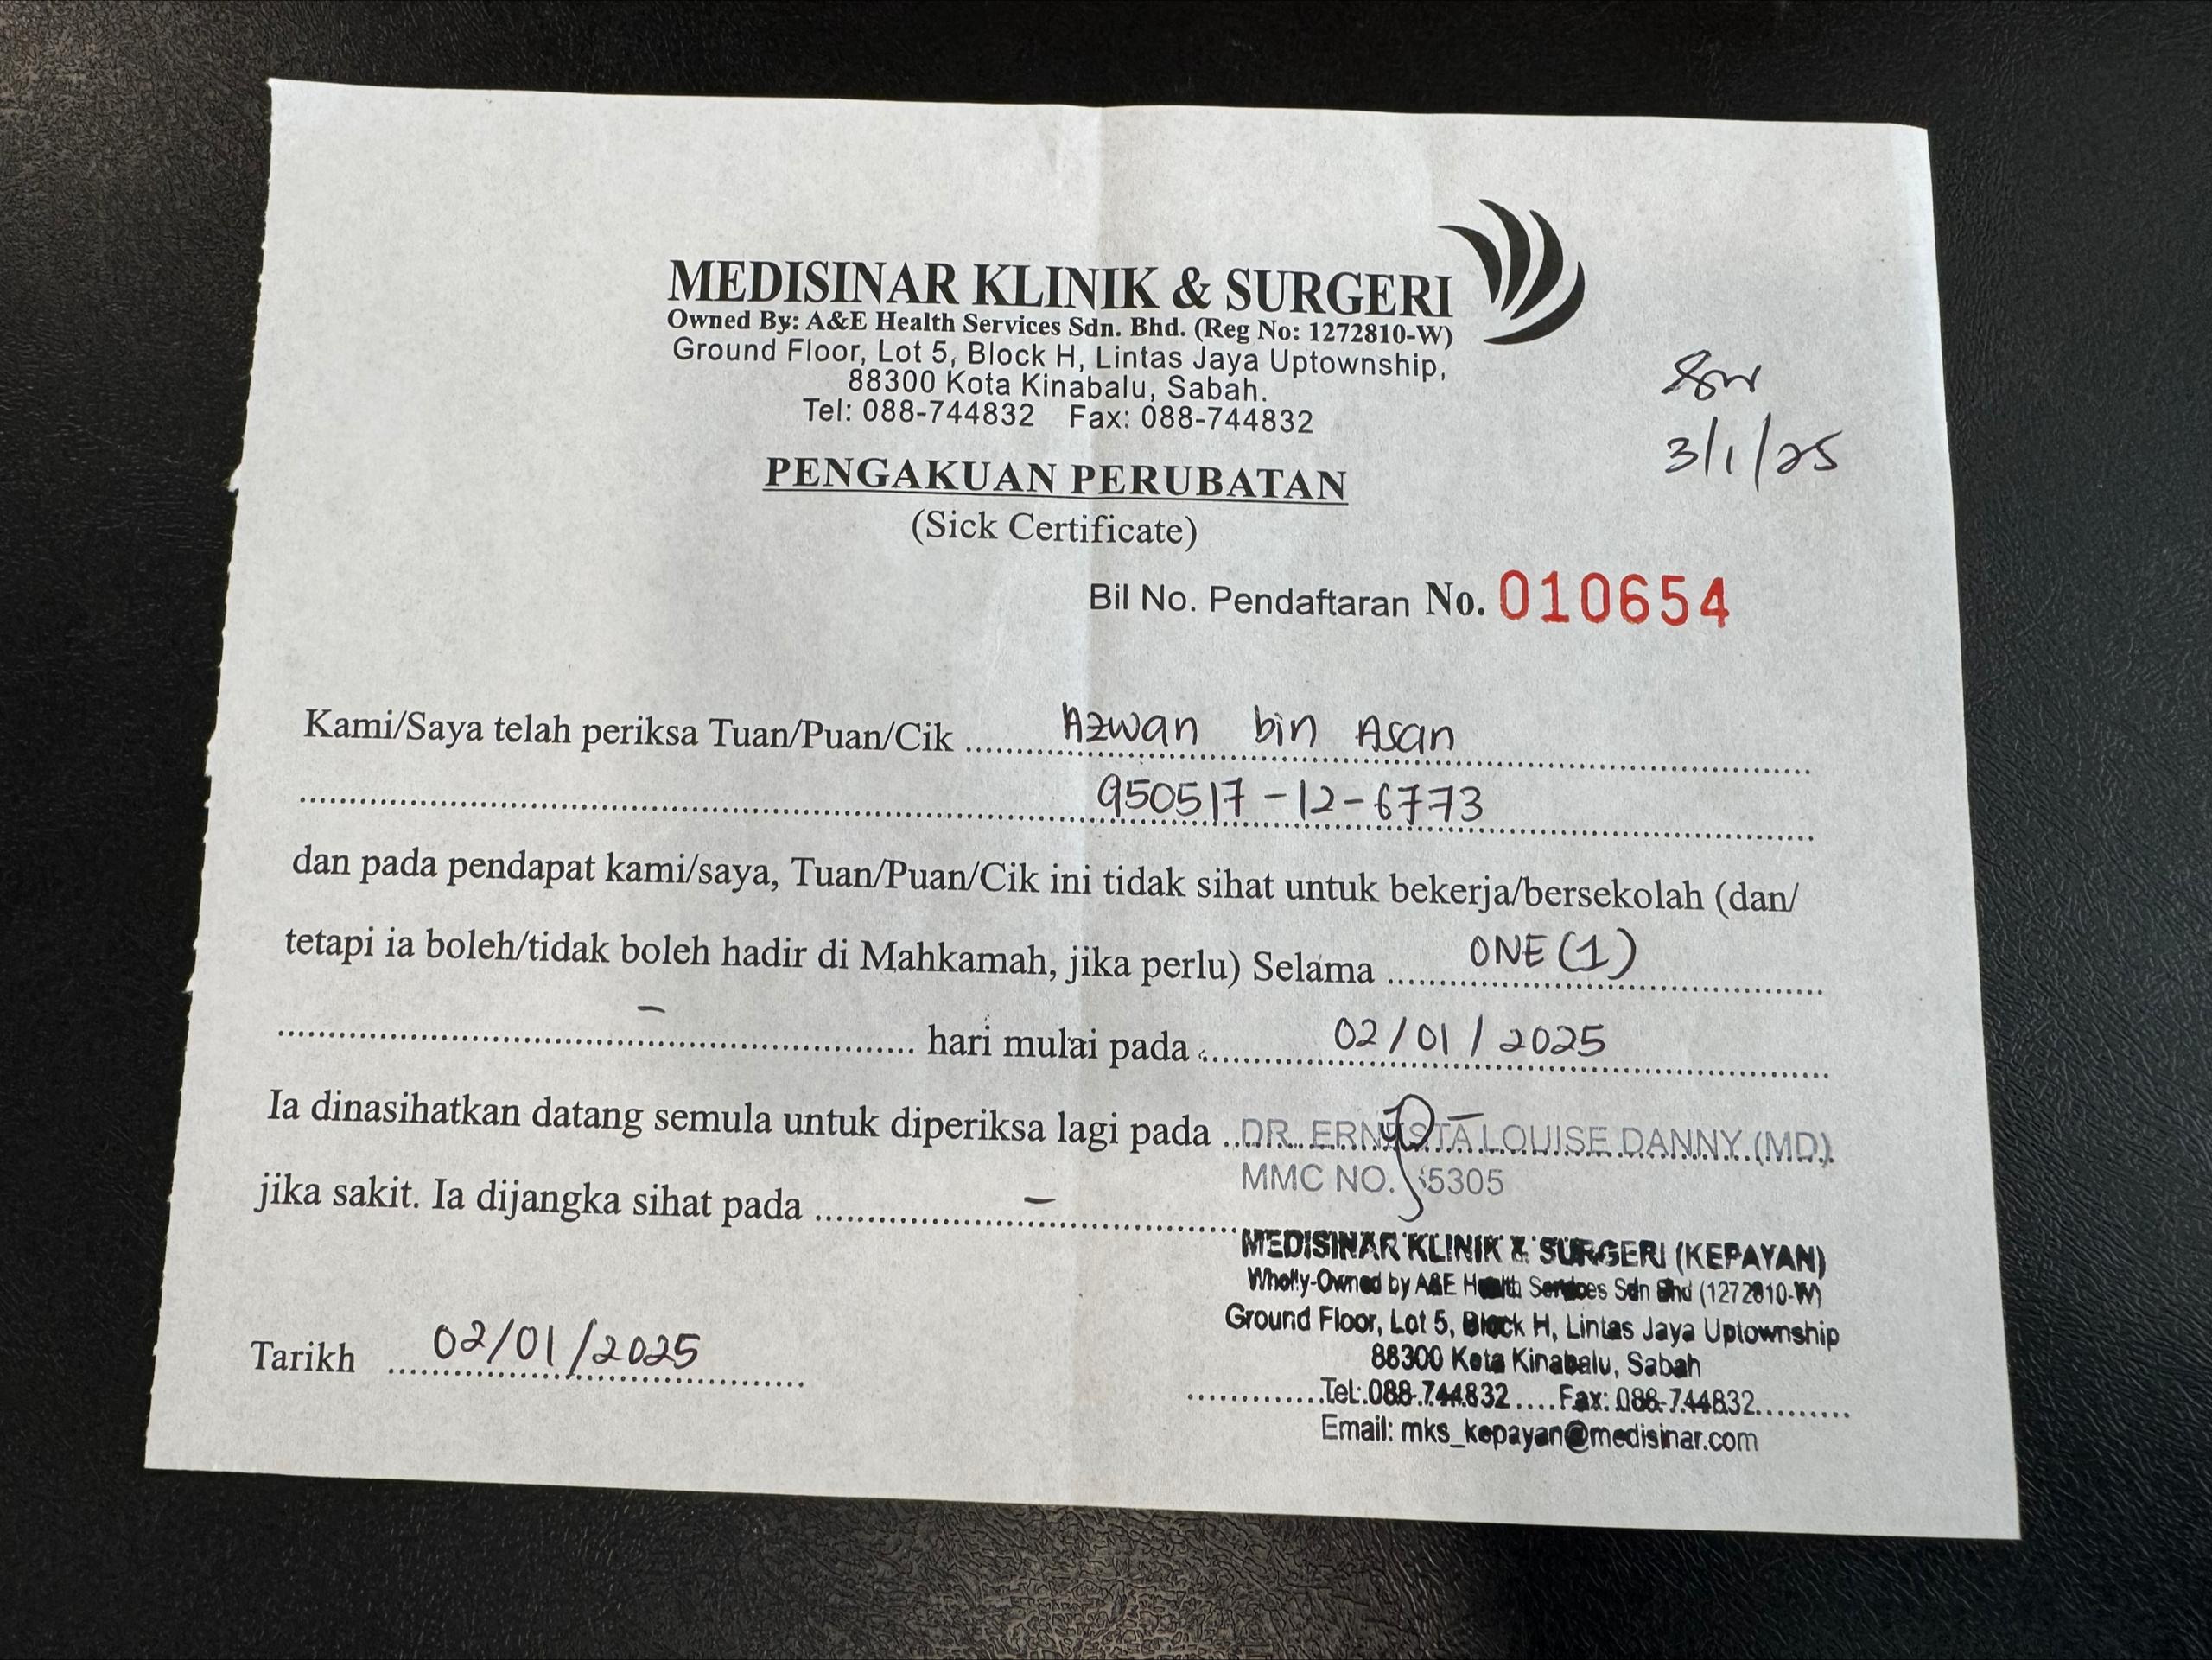 MEDISINAR KLINIK & SURGERI
Owned By: A&E Health Services Sdn. Bhd. (Reg No: 1272810-W)
Ground Floor, Lot 5, Block H, Lintas Jaya Uptownship,
88300 Kota Kinabalu, Sabah.
Tel: 088-744832 Fax: 088-744832
3/1/25
PENGAKUAN PERUBATAN
(Sick Certificate)
Bil No. Pendaftaran No. 010654
Kami/Saya telah periksa Tuan/Puan/Cik Azwan bin Asan
950517-12-6773
dan pada pendapat kami/saya, Tuan/Puan/Cik ini tidak sihat untuk bekerja/bersekolah (dan/
tetapi ia boleh/tidak boleh hadir di Mahkamah, jika perlu) Selama ONE (1)
- hari mulai pada 02/01/2025
Ia dinasihatkan datang semula untuk diperiksa lagi pada -
DR. LOUISE DANNY (MD)
MMC NO.
jika sakit. Ia dijangka sihat pada -
MEDISINAR KLINIK & SURGERI (KEPAYAN)
Wholly-Owned by A&E Health Services Sdn Bhd (1272810-W)
Ground Floor, Lot 5, Block H, Lintas Jaya Uptownship
88300 Kota Kinabalu, Sabah
Tel: 088-744832 Fax: 088-744832
Email: mks_kepayan@medisinar.com
Tarikh 02/01/2025